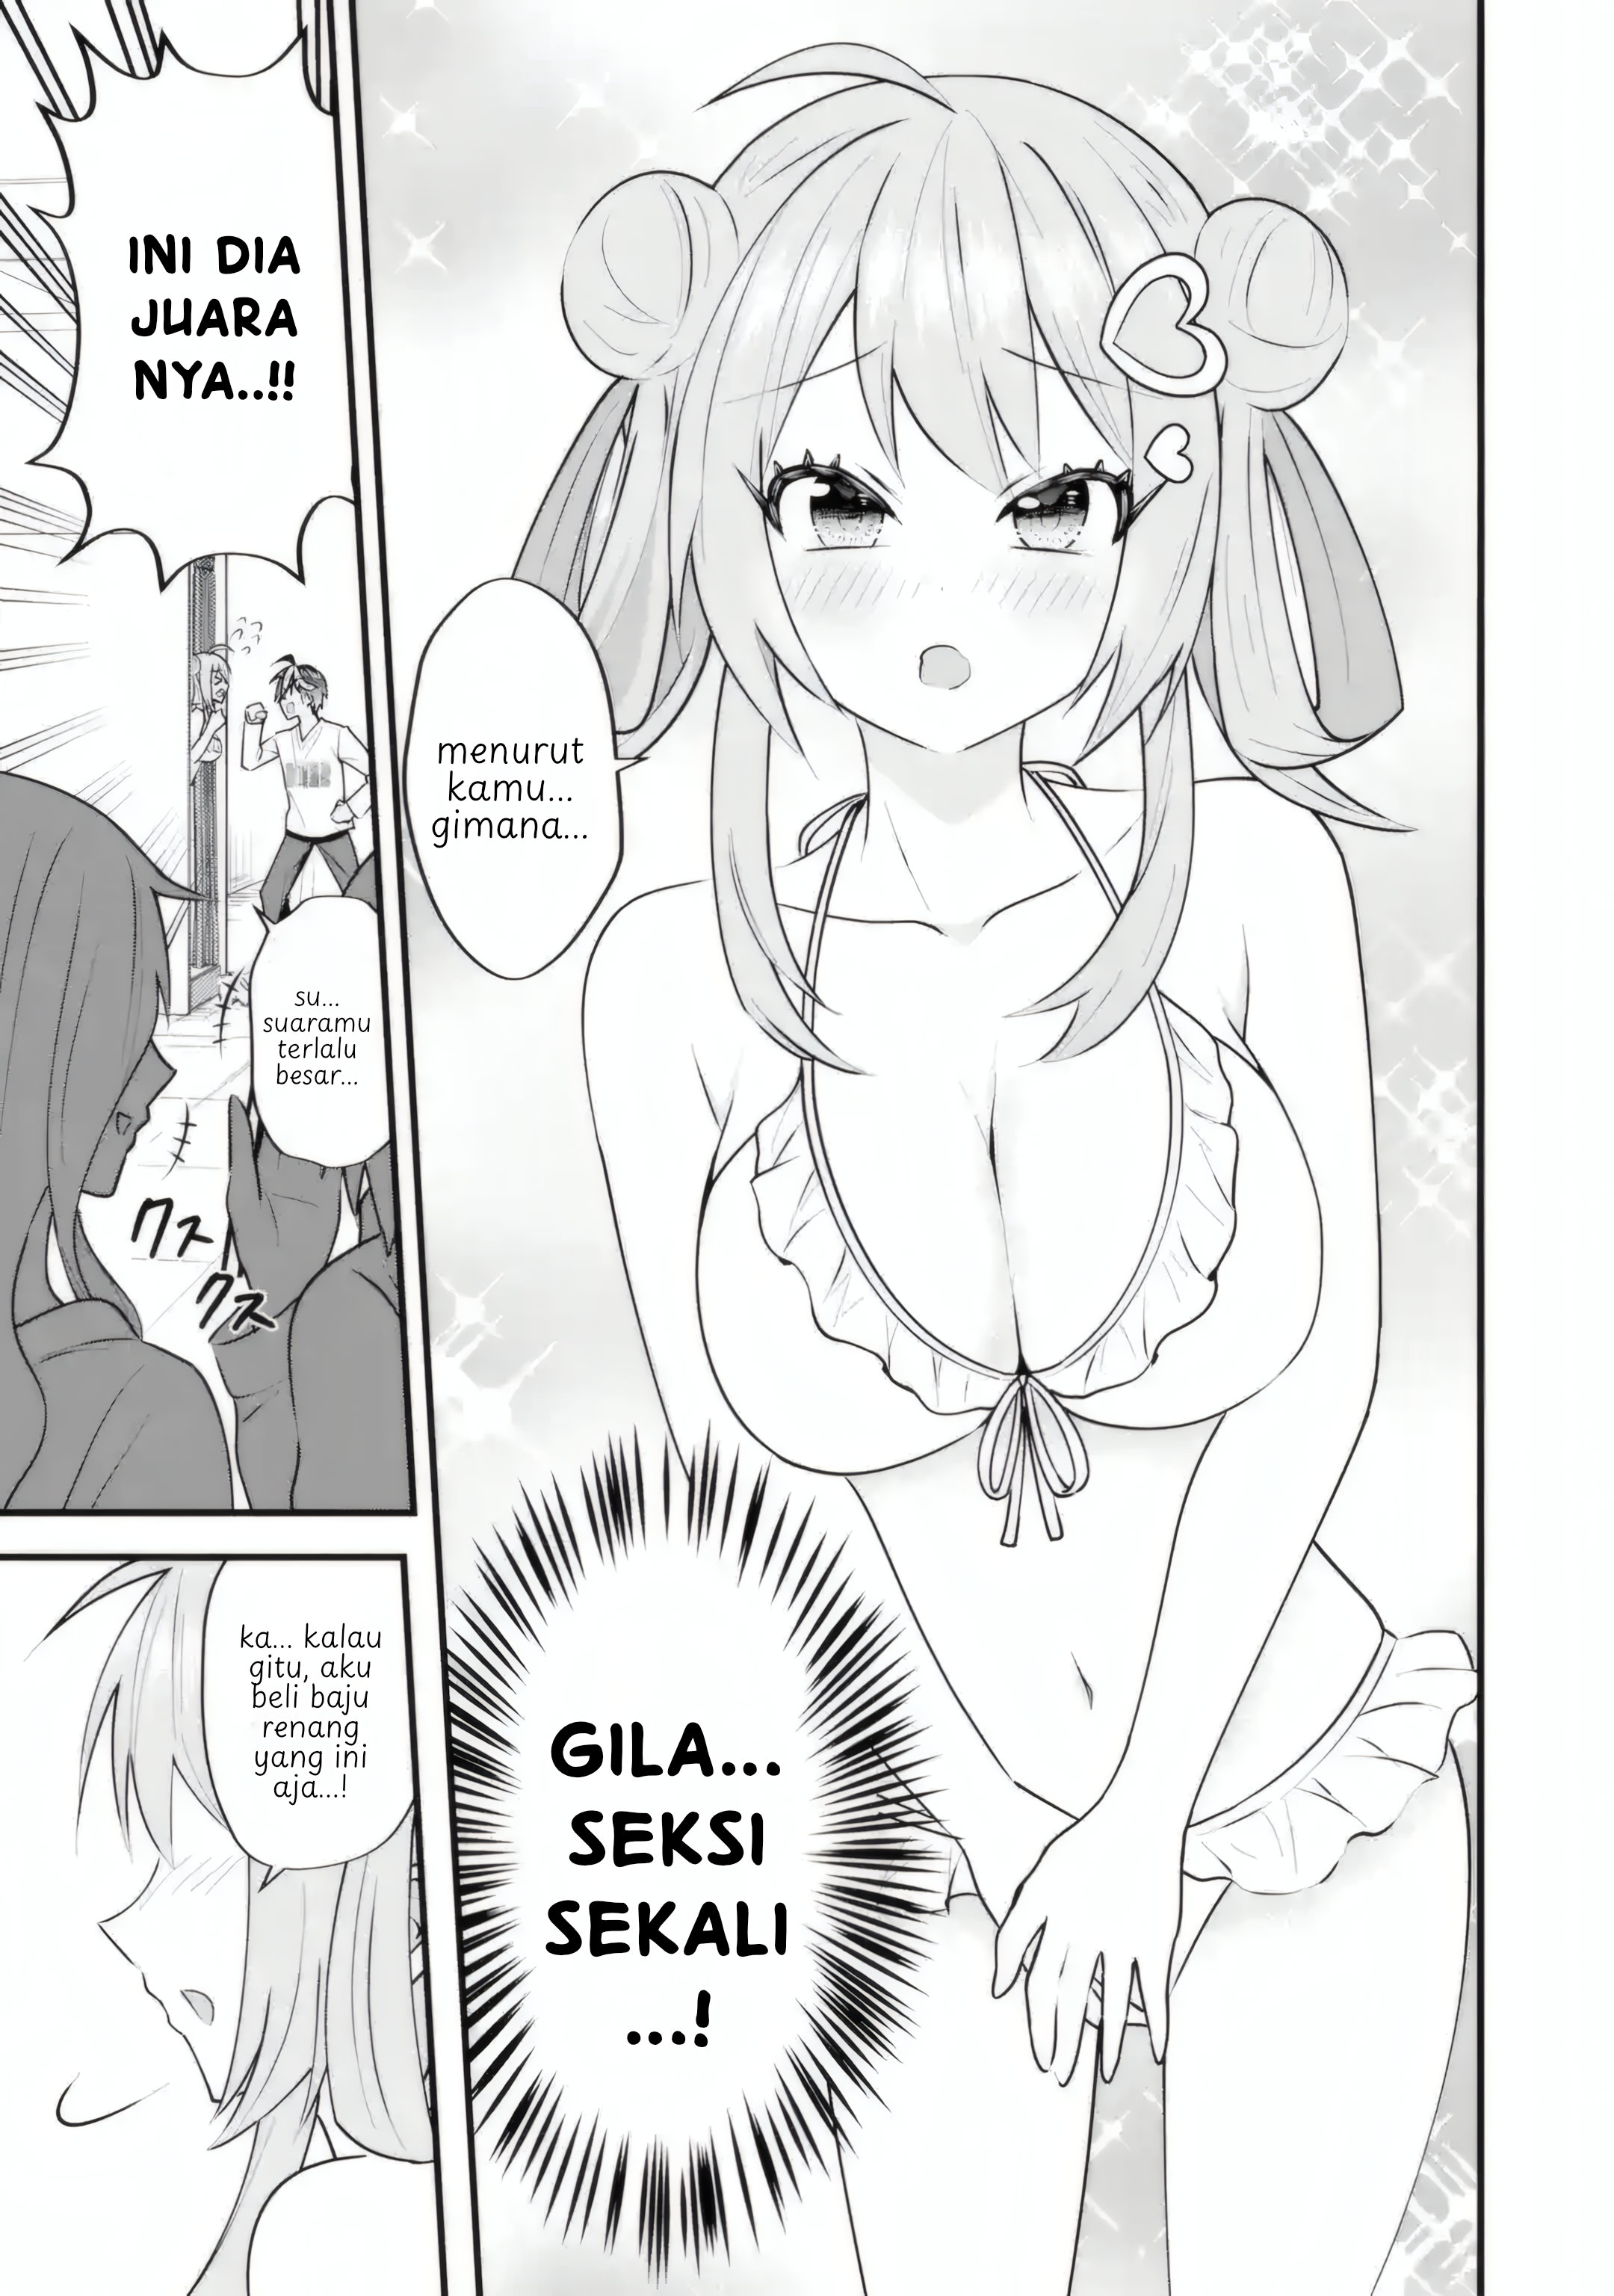 menurut
kamu...
gimana...
GILA...
SEKSI
SEKALI
...!
INI DIA
JUARA
NYA..!!
su...
suaramu
terlalu
besar...
クス
クス
ka... kalau
gitu, aku
beli baju
renang
yang ini
aja...!